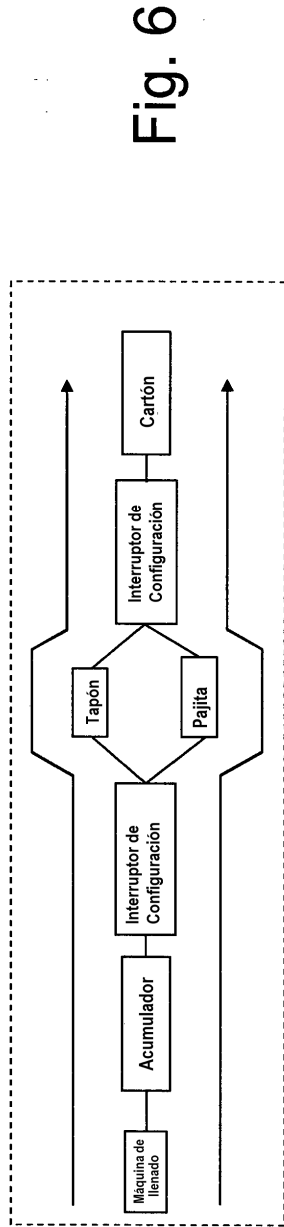 Fig. 6
Máquina de
llenado
Acumulador
Interruptor de
Configuración
Tapón
Pajita
Interruptor de
Configuración
Cartón